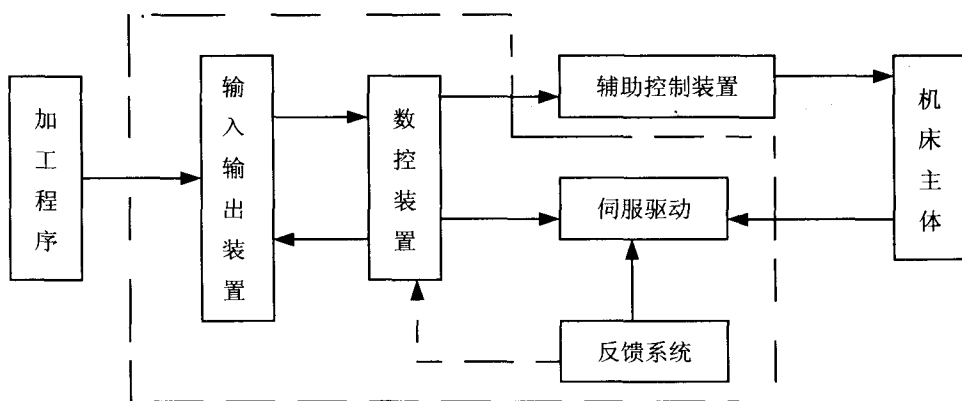 加工程序
输入输出装置
数控装置
辅助控制装置
伺服驱动
反馈系统
机床主体